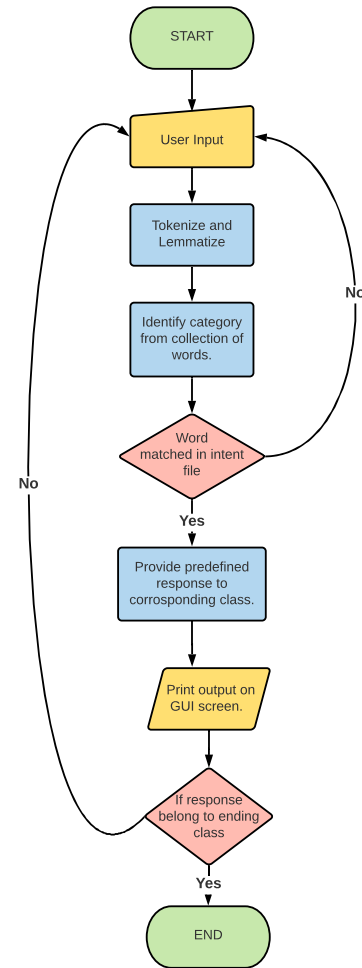 START
User Input
Tokenize and
Lemmatize
Identify category
from collection of
words.
No
Word
matched in intent
file
No
Yes
Provide predefined
response to
corrosponding class.
Print output on
GUI screen.
If response
belong to ending
class
Yes
END